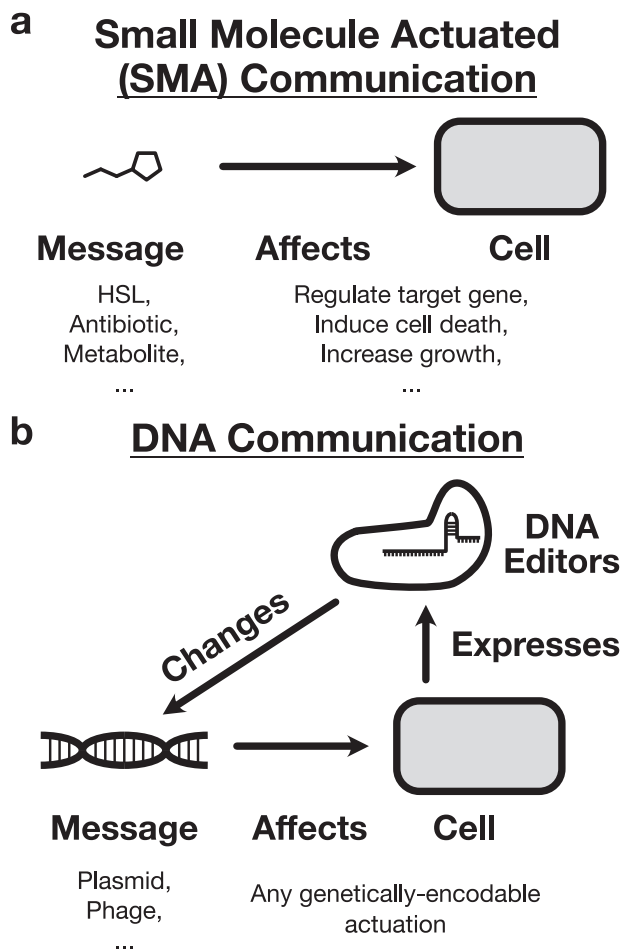 a
Small Molecule Actuated
(SMA) Communication
Message
Affects
Cell
HSL,
Antibiotic,
Metabolite,
...
Regulate target gene,
Induce cell death,
Increase growth,
...
b
DNA Communication
DNA
Editors
Changes
Expresses
Message
Affects
Cell
Plasmid,
Phage,
...
Any genetically-encodable
actuation